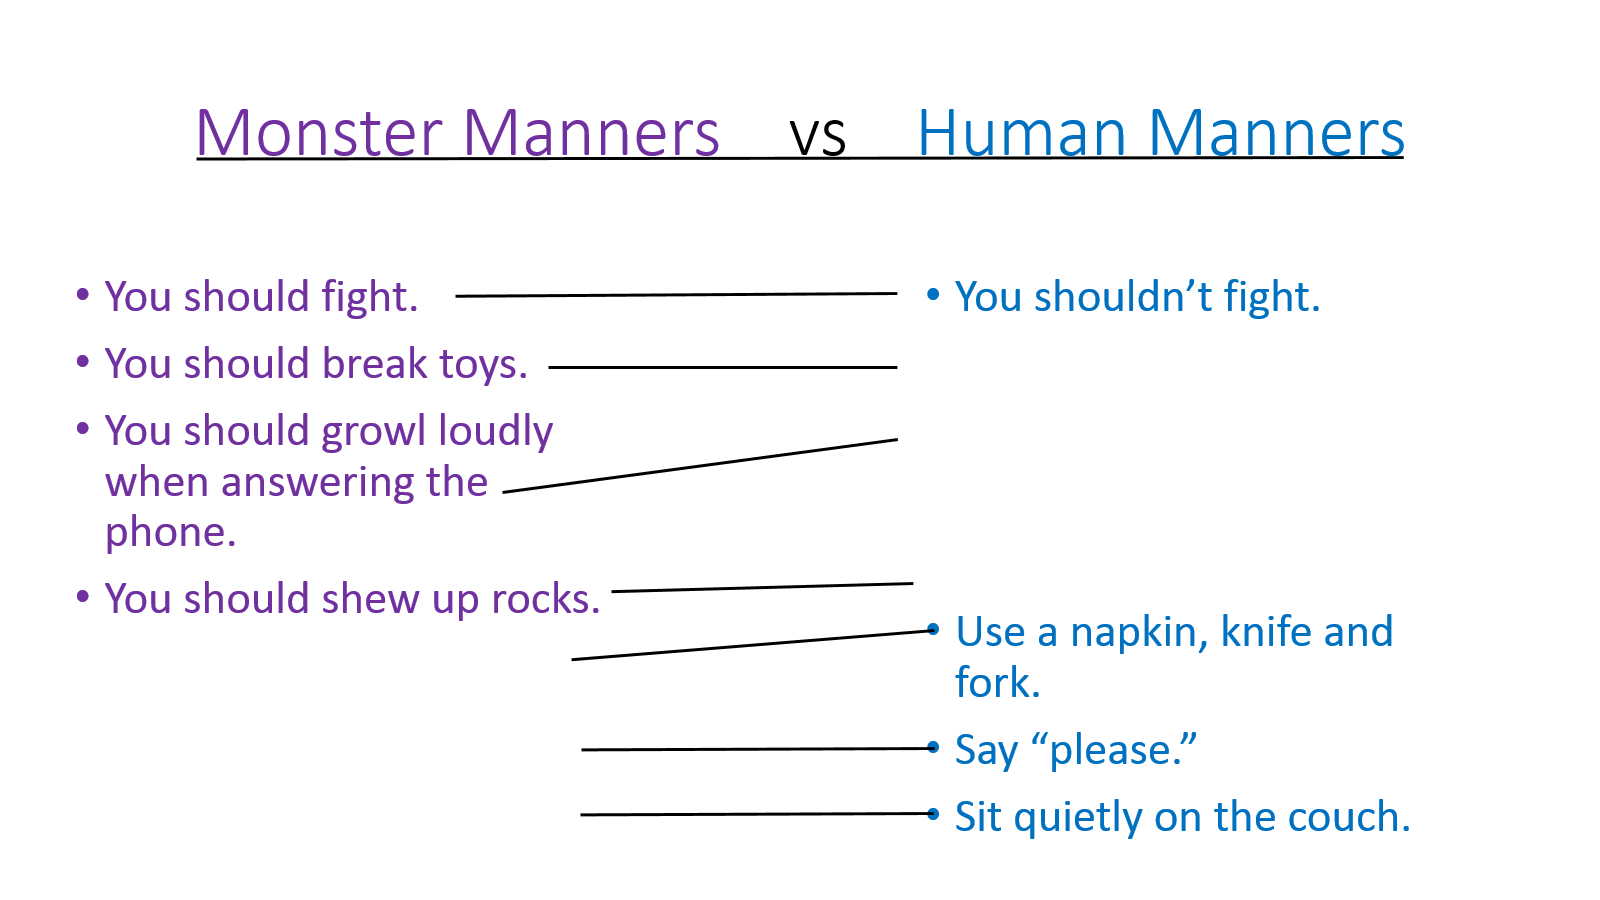 Monster Manners vs Human Manners
• You should fight.
• You should break toys.
• You should growl loudly
when answering the
phone.
• You should shew up rocks.
• You shouldn’t fight.
• Use a napkin, knife and
fork.
• Say “please.”
• Sit quietly on the couch.